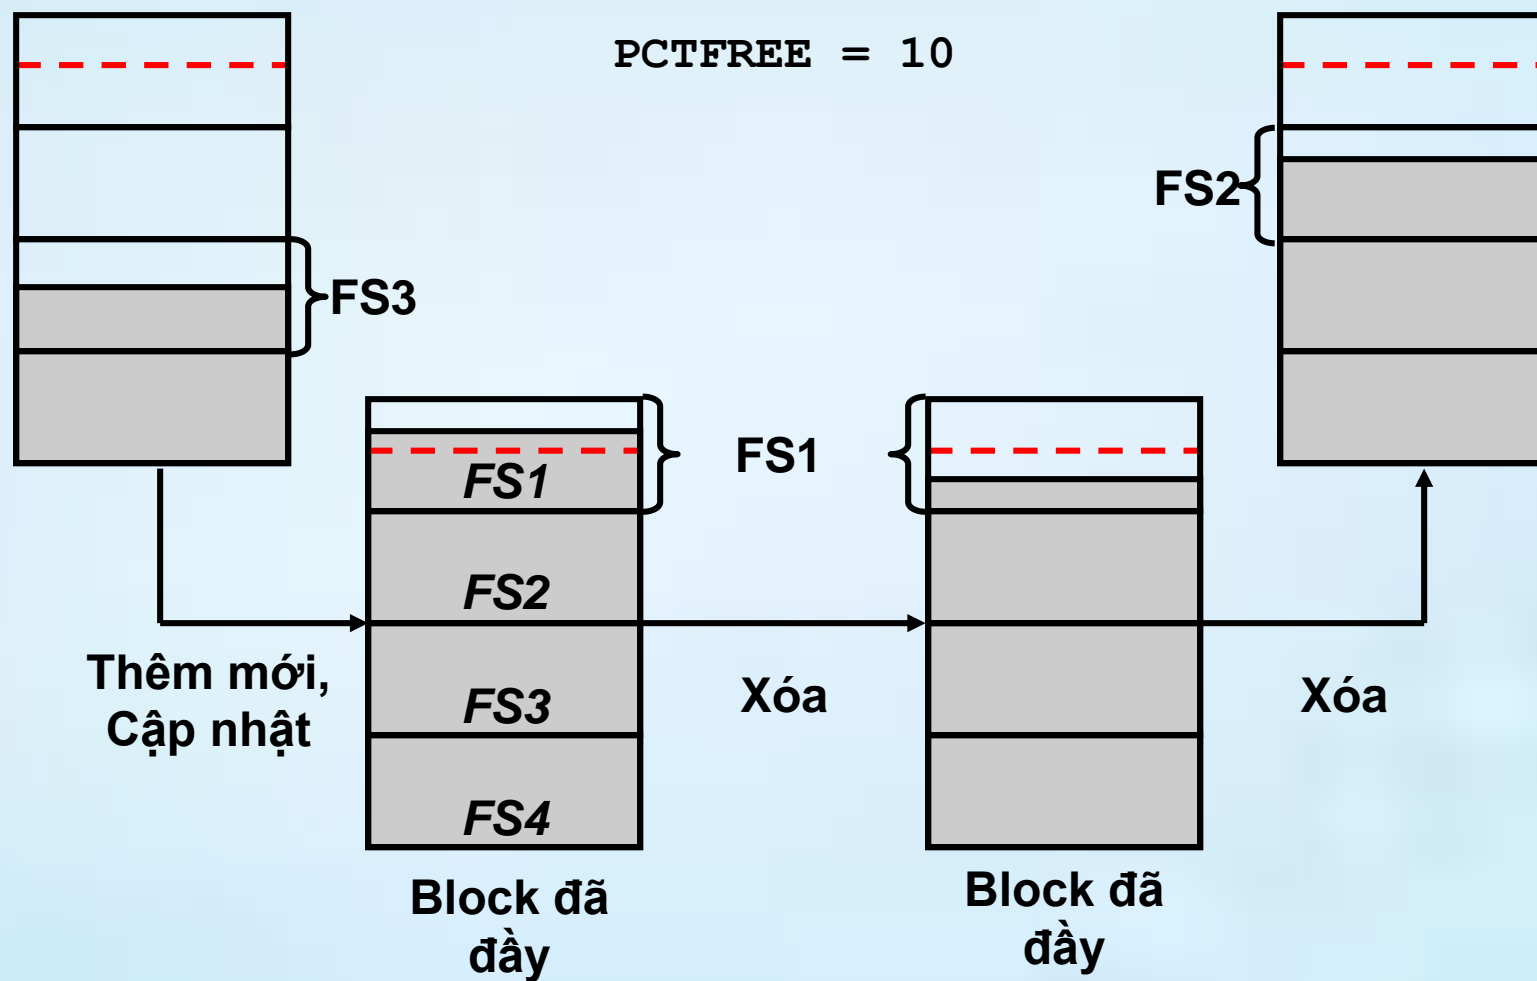 PCTFREE = 10
FS2
FS3
FS1
FS1
FS2
FS3
FS4
Thêm mới,
Cập nhật
Xóa
Xóa
Block đã
đầy
Block đã
đầy